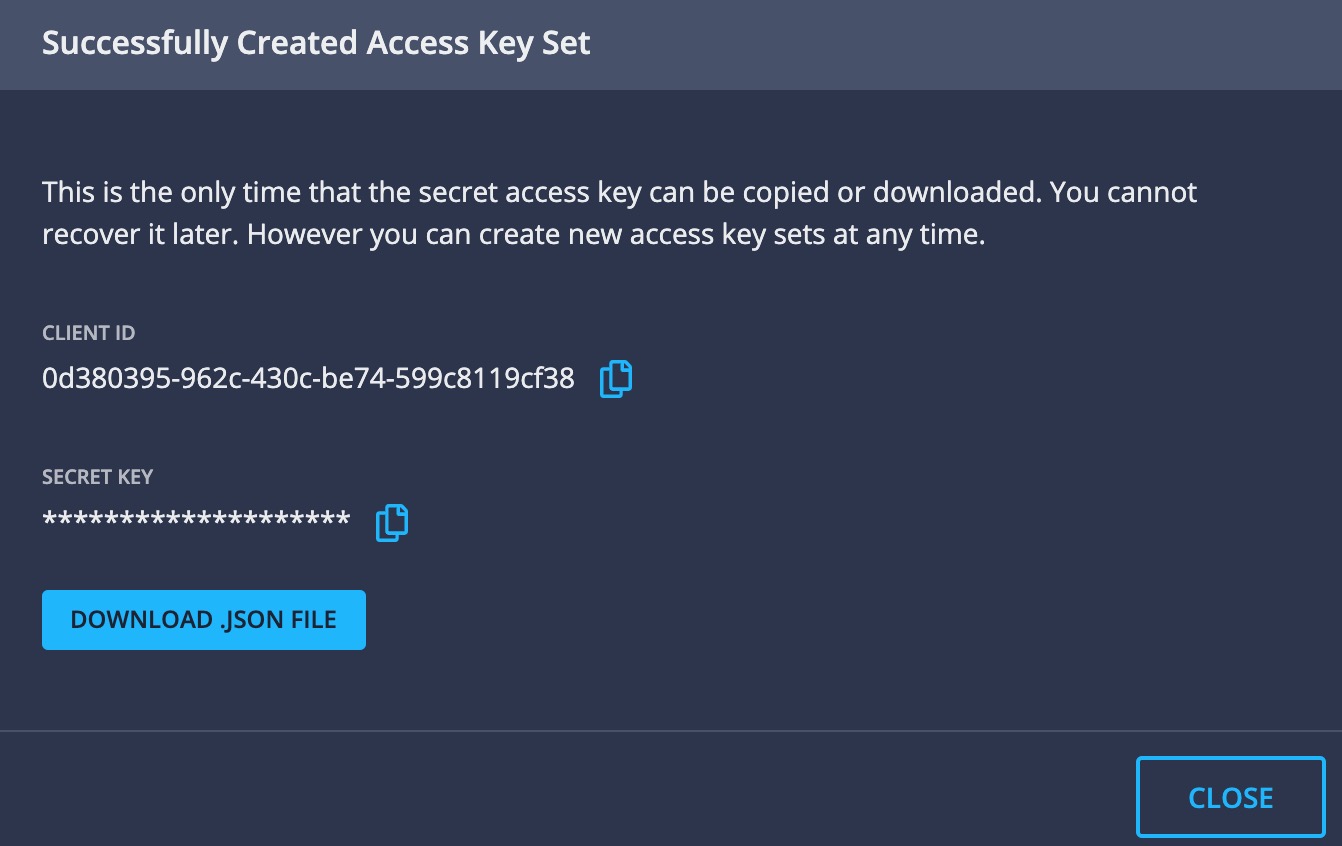 Successfully Created Access Key Set
This is the only time that the secret access key can be copied or downloaded. You cannot
recover it later. However you can create new access key sets at any time.
CLIENT ID
0d380395-962c-430c-be74-599c8119cf38
SECRET KEY
*******************
DOWNLOAD .JSON FILE
CLOSE